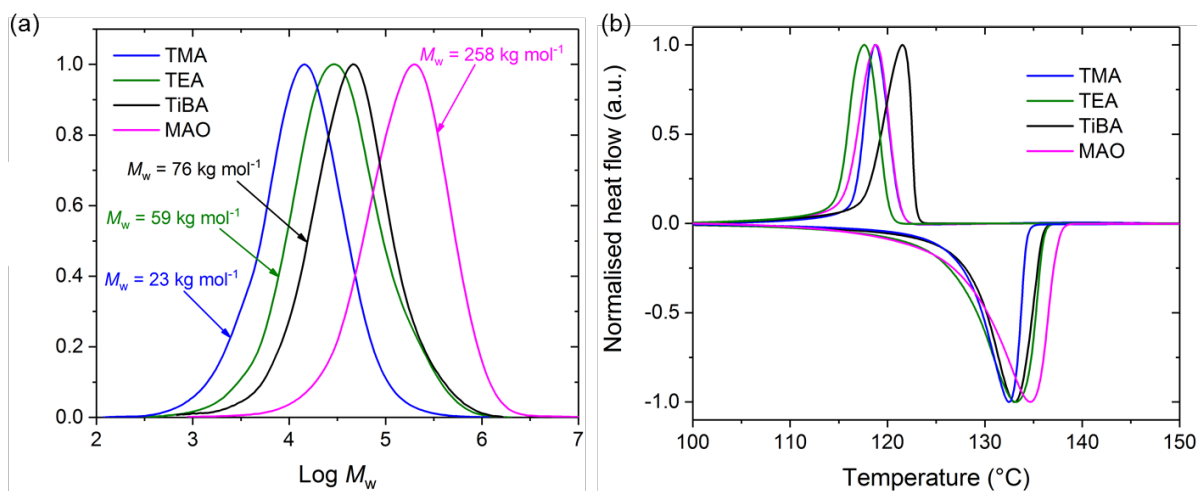 (a)
TMA
TEA
TiBA
MAO
Mw = 258 kg mol⁻¹
Mw = 76 kg mol⁻¹
Mw = 59 kg mol⁻¹
Mw = 23 kg mol⁻¹
1.0
0.8
0.6
0.4
0.2
0.0
2 3 4 5 6 7
Log Mw
(b)
Normalised heat flow (a.u.)
1.0
0.5
0.0
-0.5
-1.0
TMA
TEA
TiBA
MAO
100 110 120 130 140 150
Temperature (°C)